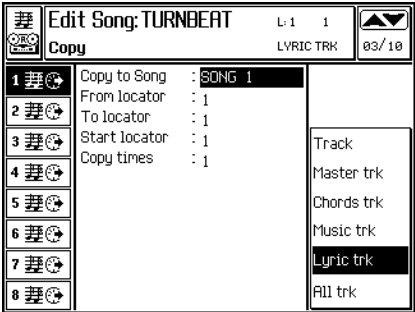 Edit Song: TURNBEAT
L: 1 1
Copy
LYRIC TRK
03/10
1
2
3
4
5
6
7
8
Copy to Song : SONG 1
From locator : 1
To locator : 1
Start locator : 1
Copy times : 1
Track
Master trk
Chords trk
Music trk
Lyric trk
All trk